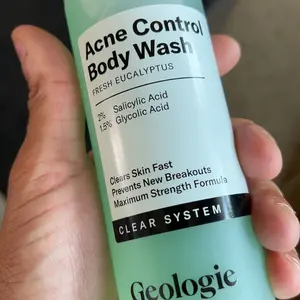 Acne Control
Body Wash
FRESH EUCALYPTUS
2% Salicylic Acid
1.5% Glycolic Acid
Clears Skin Fast
Prevents New Breakouts
Maximum Strength Formula
CLEAR SYSTEM
Geologie